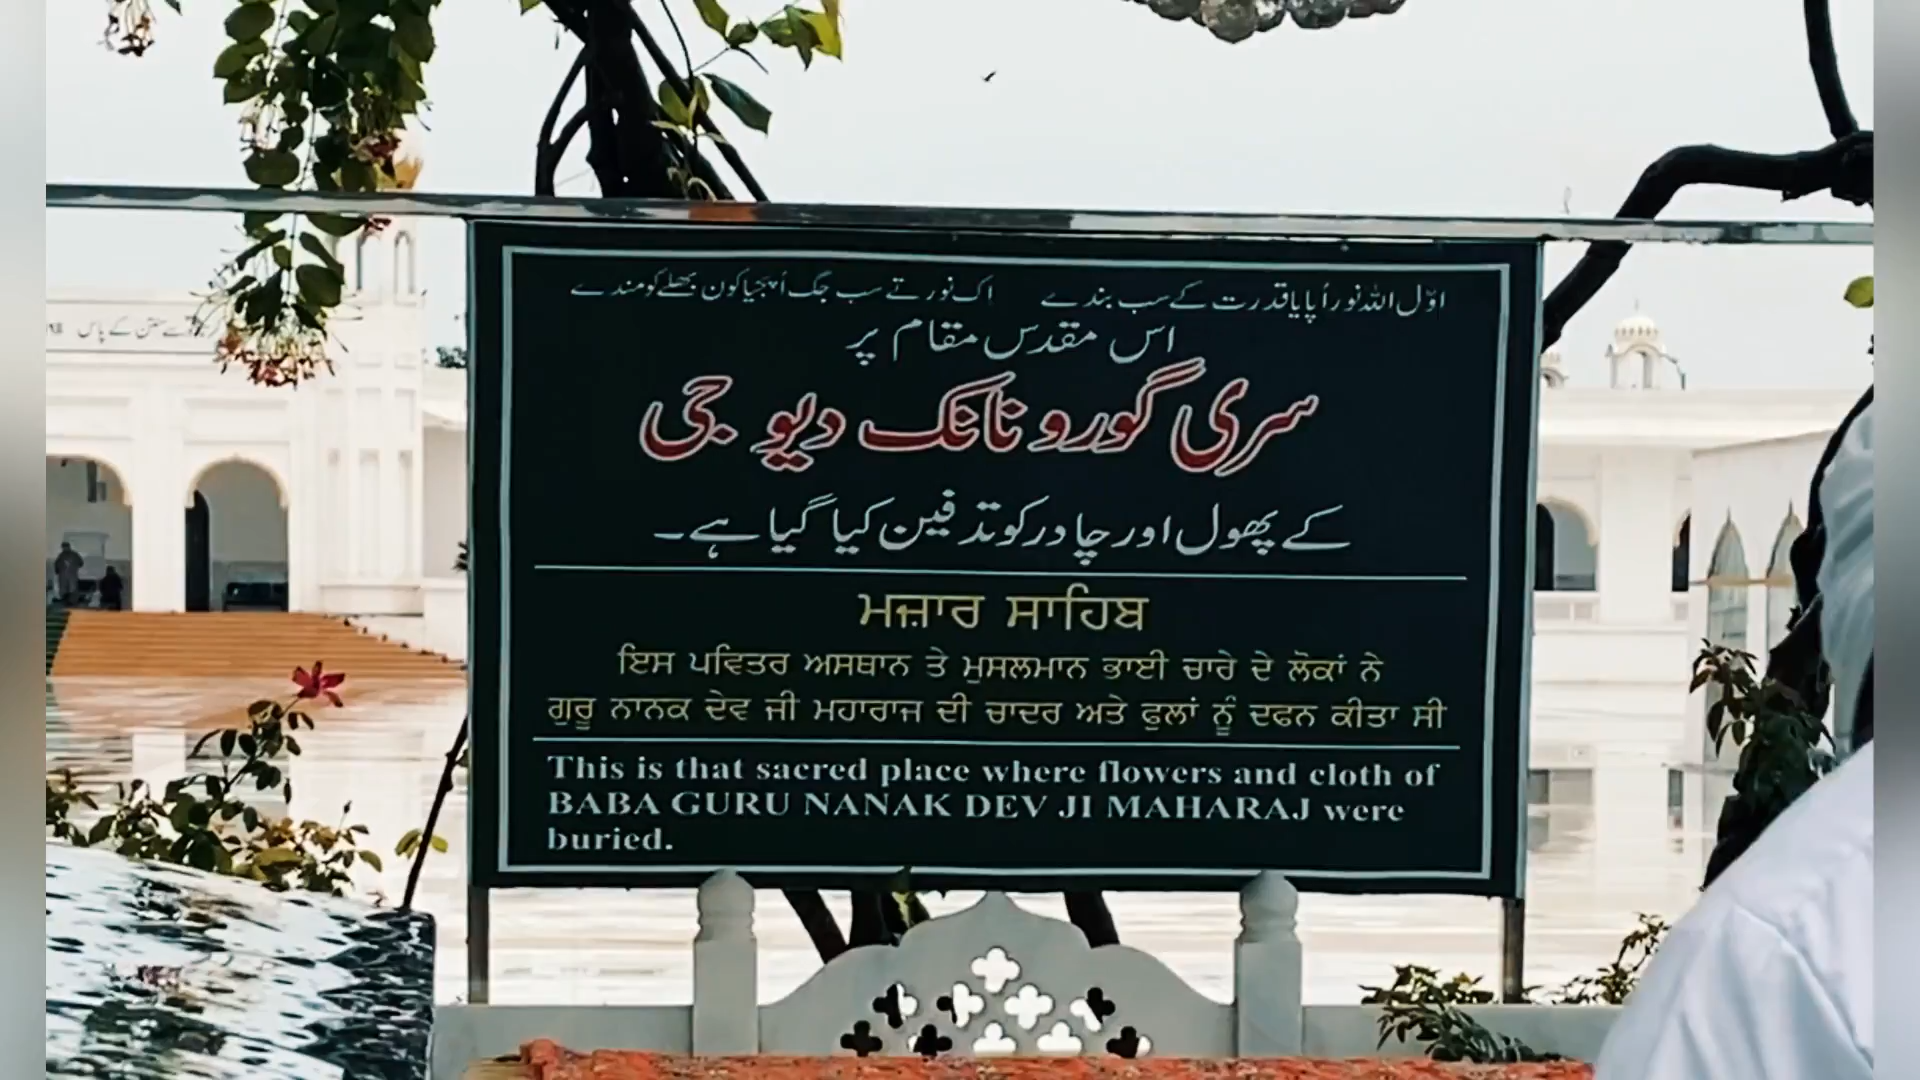 اوّل اللہ نور اُپایا قدرت کے سب بندے اک نور تے سب جگ اُپجیا کون بھلے کو مندے
اس مقدس مقام پر
سری گورو نانک دیو جی
کے پھول اور چادر کو تدفین کیا گیا ہے۔
ਮਜ਼ਾਰ ਸਾਹਿਬ
ਇਸ ਪਵਿਤਰ ਅਸਥਾਨ ਤੇ ਮੁਸਲਮਾਨ ਭਾਈ ਚਾਰੇ ਦੇ ਲੋਕਾਂ ਨੇ
ਗੁਰੂ ਨਾਨਕ ਦੇਵ ਜੀ ਮਹਾਰਾਜ ਦੀ ਚਾਦਰ ਅਤੇ ਫੁਲਾਂ ਨੂੰ ਦਫਨ ਕੀਤਾ ਸੀ
This is that sacred place where flowers and cloth of
BABA GURU NANAK DEV JI MAHARAJ were
buried.
کے پاس